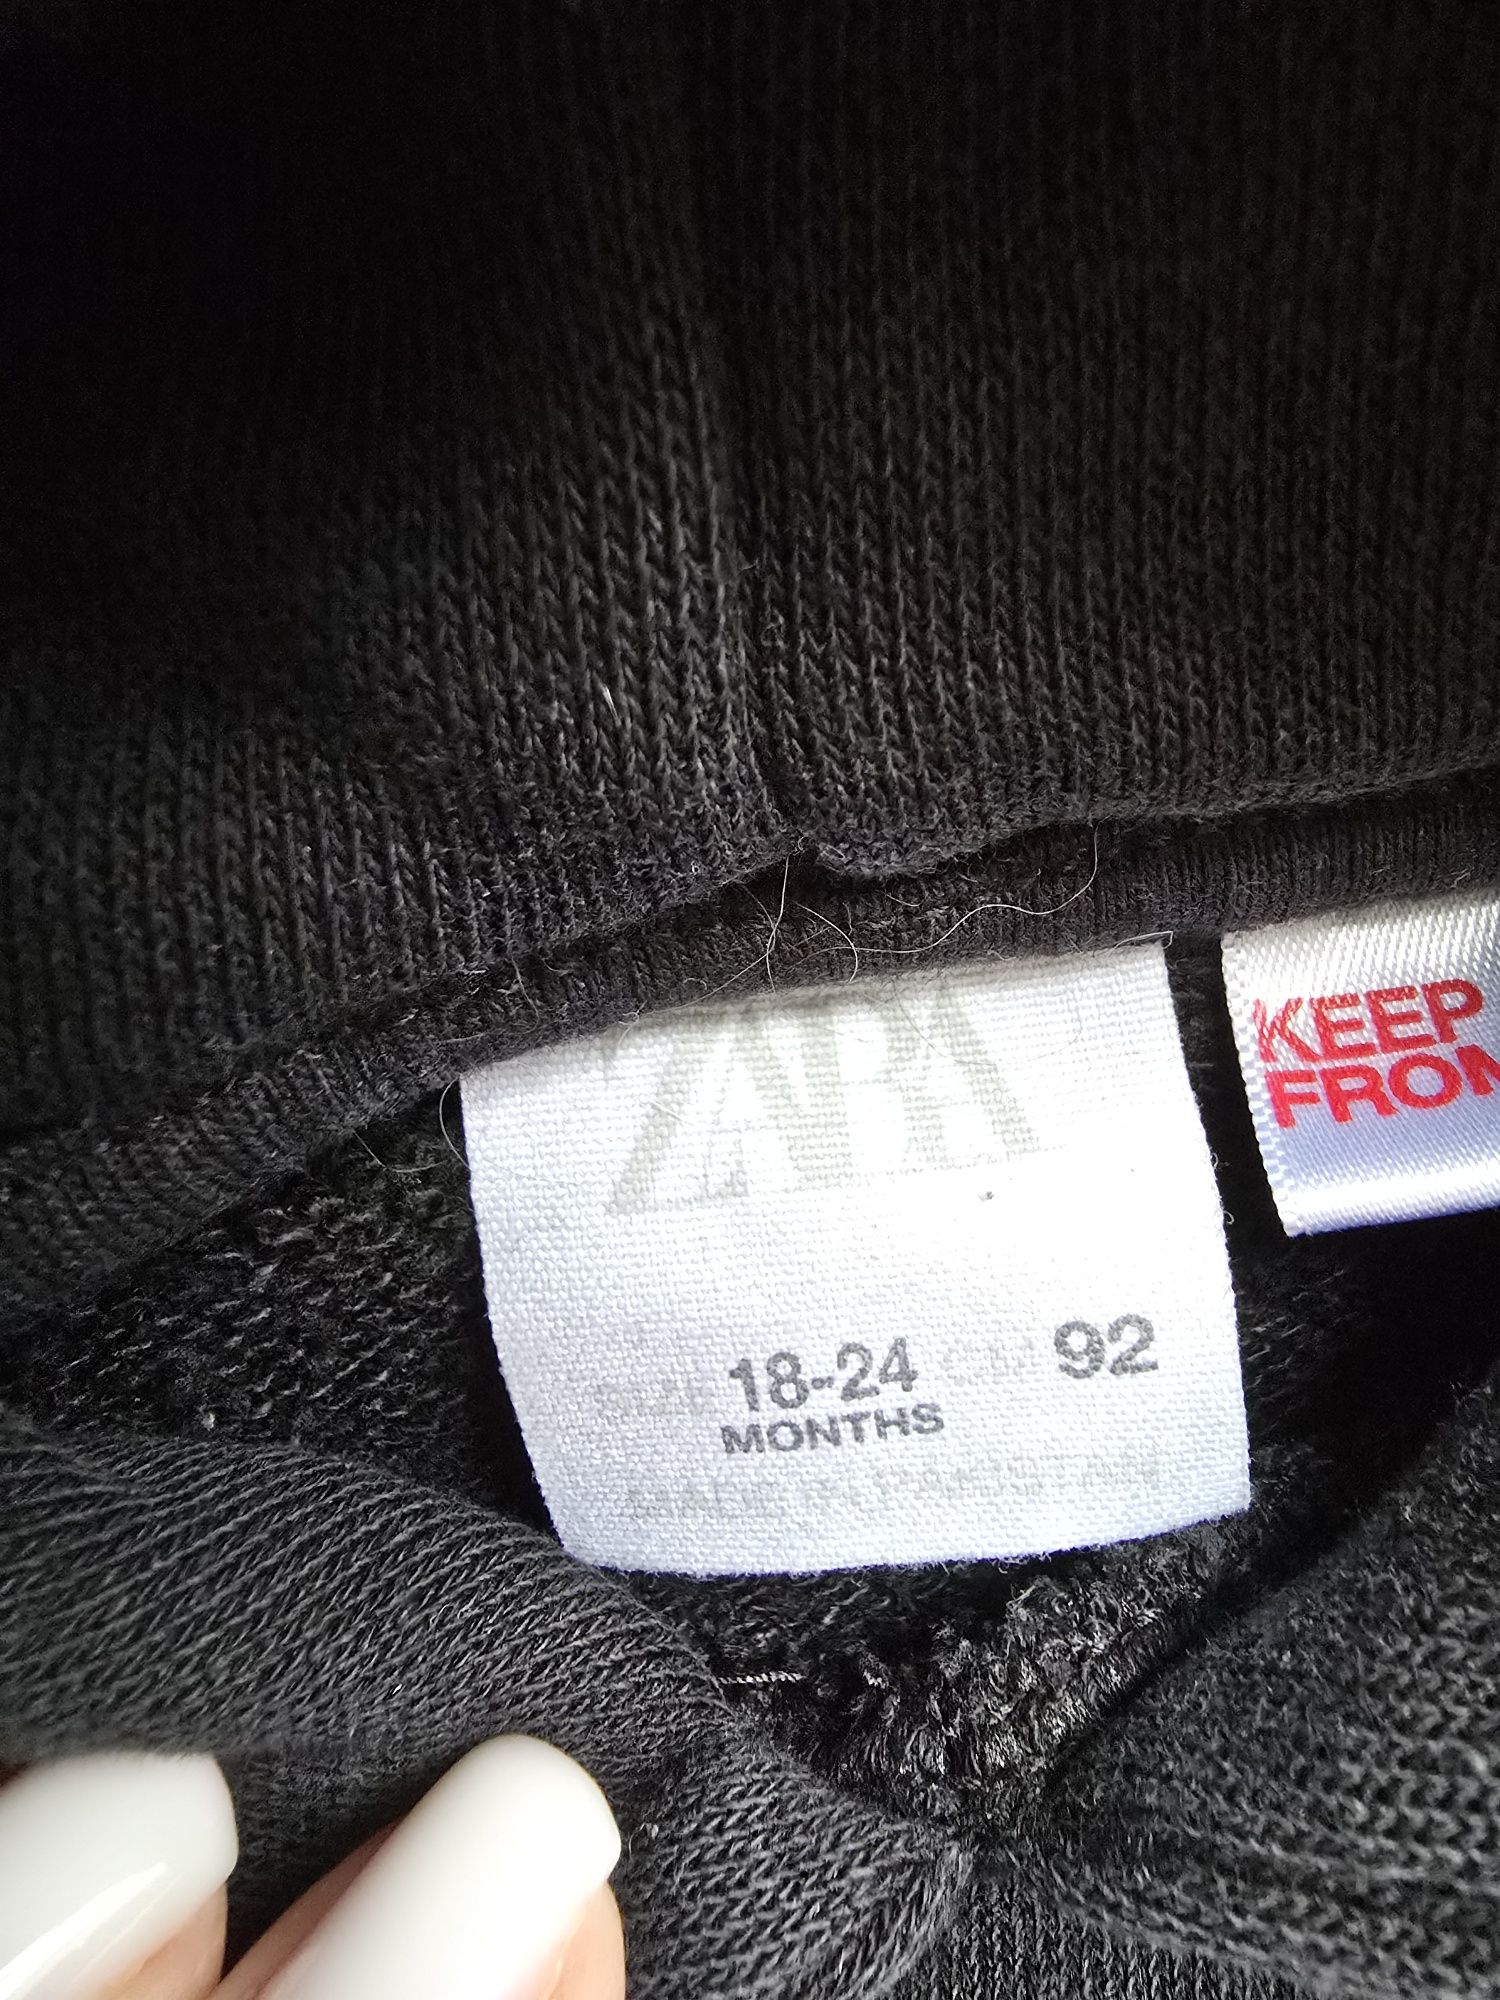 ZARA
18-24
MONTHS
92
KEEP
FROM